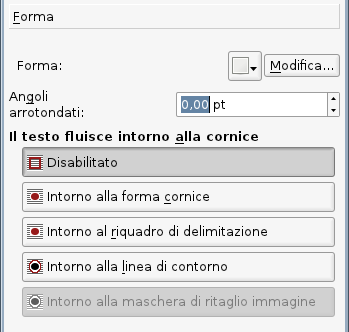 Forma
Forma:
Modifica...
Angoli
arrotondati:
0,00 pt
Il testo fluisce intorno alla cornice
Disabilitato
Intorno alla forma cornice
Intorno al riquadro di delimitazione
Intorno alla linea di contorno
Intorno alla maschera di ritaglio immagine